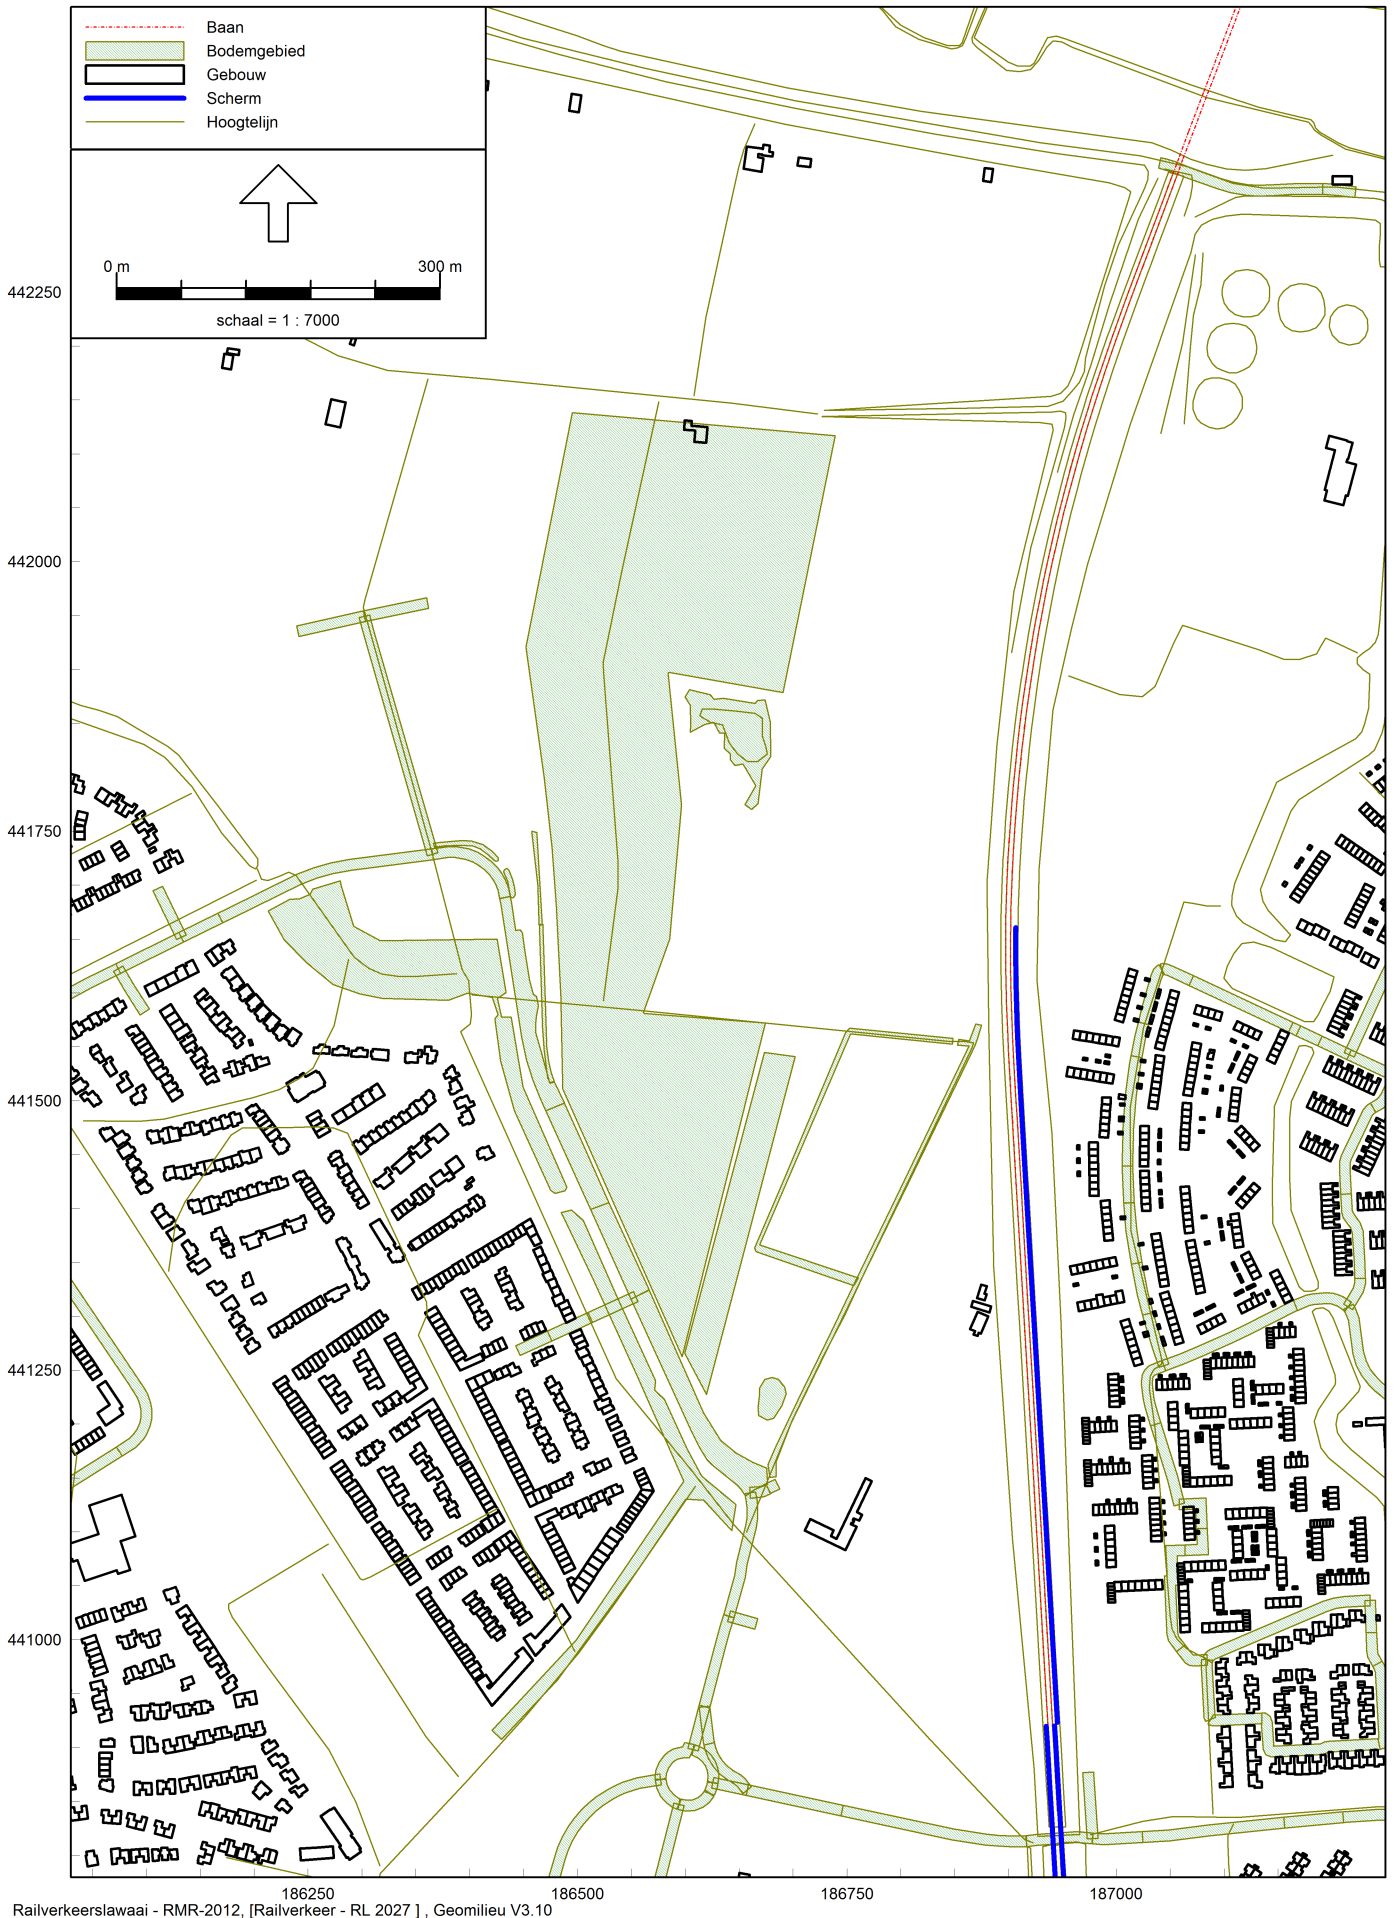 Baan
Bodemgebied
Gebouw
Scherm
Hoogtelijn
0 m 300 m
schaal = 1 : 7000
442250
442000
441750
441500
441250
441000
186250 186500 186750 187000
Railverkeerslawaai - RMR-2012, [Railverkeer - RL 2027 ] , Geomilieu V3.10